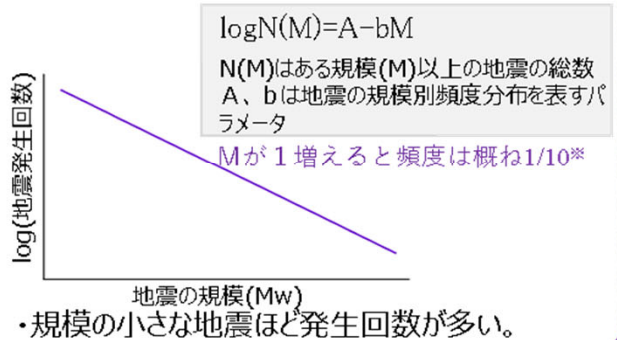 logN(M)=A−bM
N(M)はある規模(M)以上の地震の総数
A、bは地震の規模別頻度分布を表すパ
ラメータ
Mが１増えると頻度は概ね1/10※
log(地震発生回数)
地震の規模(Mw)
・規模の小さな地震ほど発生回数が多い。